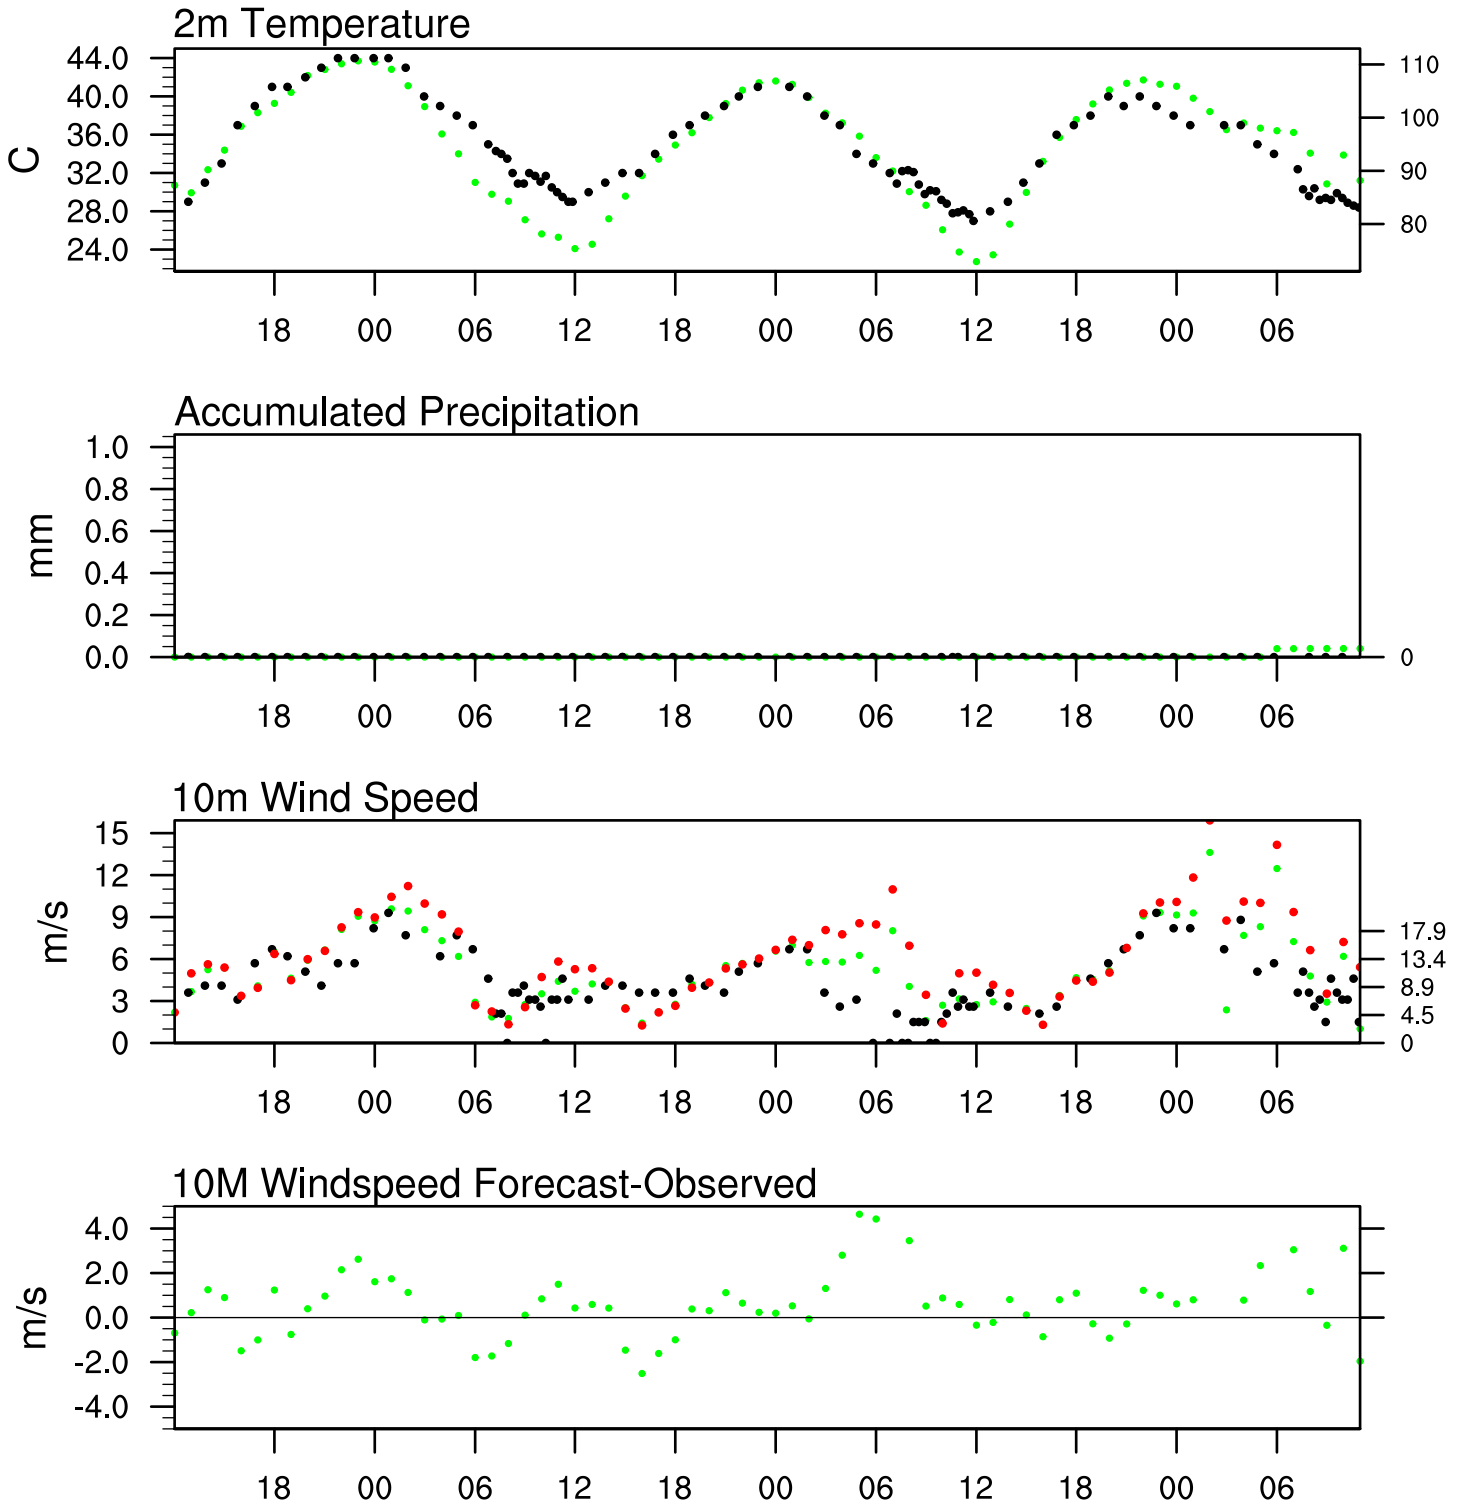 2m Temperature
44.0
40.0
36.0
32.0
28.0
24.0
C
110
100
90
80
18 00 06 12 18 00 06 12 18 00 06
Accumulated Precipitation
1.0
0.8
0.6
0.4
0.2
0.0
mm
0
18 00 06 12 18 00 06 12 18 00 06
10m Wind Speed
15
12
9
6
3
0
m/s
17.9
13.4
8.9
4.5
0
18 00 06 12 18 00 06 12 18 00 06
10M Windspeed Forecast-Observed
4.0
2.0
0.0
-2.0
-4.0
m/s
18 00 06 12 18 00 06 12 18 00 06